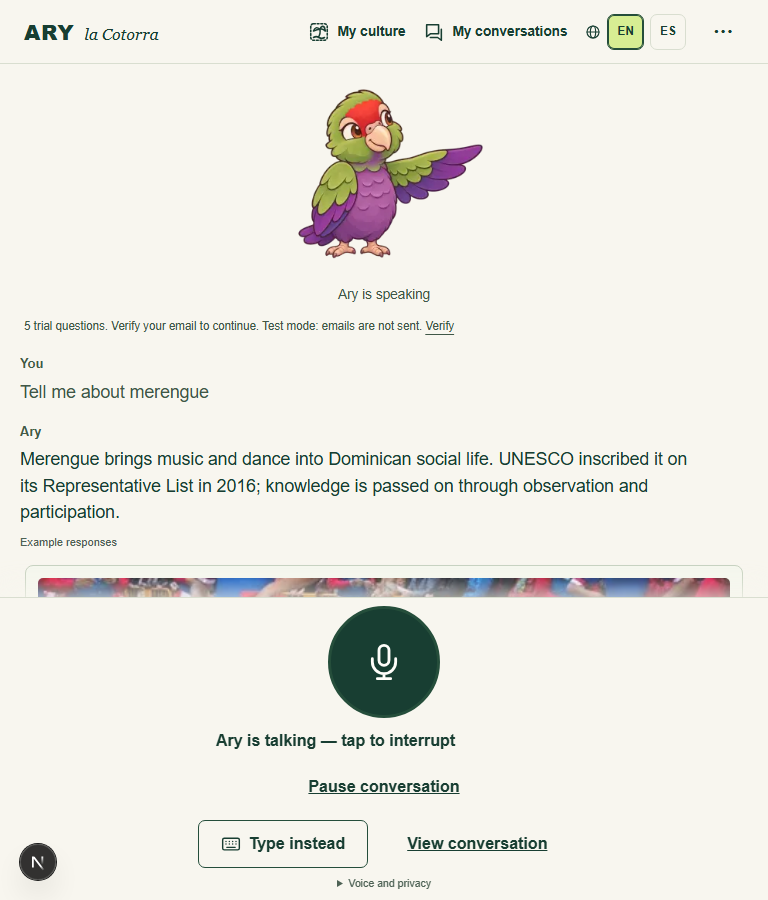 ARY la Cotorra
My culture
My conversations
EN
ES
Ary is speaking
5 trial questions. Verify your email to continue. Test mode: emails are not sent. Verify
You
Tell me about merengue
Ary
Merengue brings music and dance into Dominican social life. UNESCO inscribed it on
its Representative List in 2016; knowledge is passed on through observation and
participation.
Example responses
Ary is talking — tap to interrupt
Pause conversation
Type instead
View conversation
N
Voice and privacy